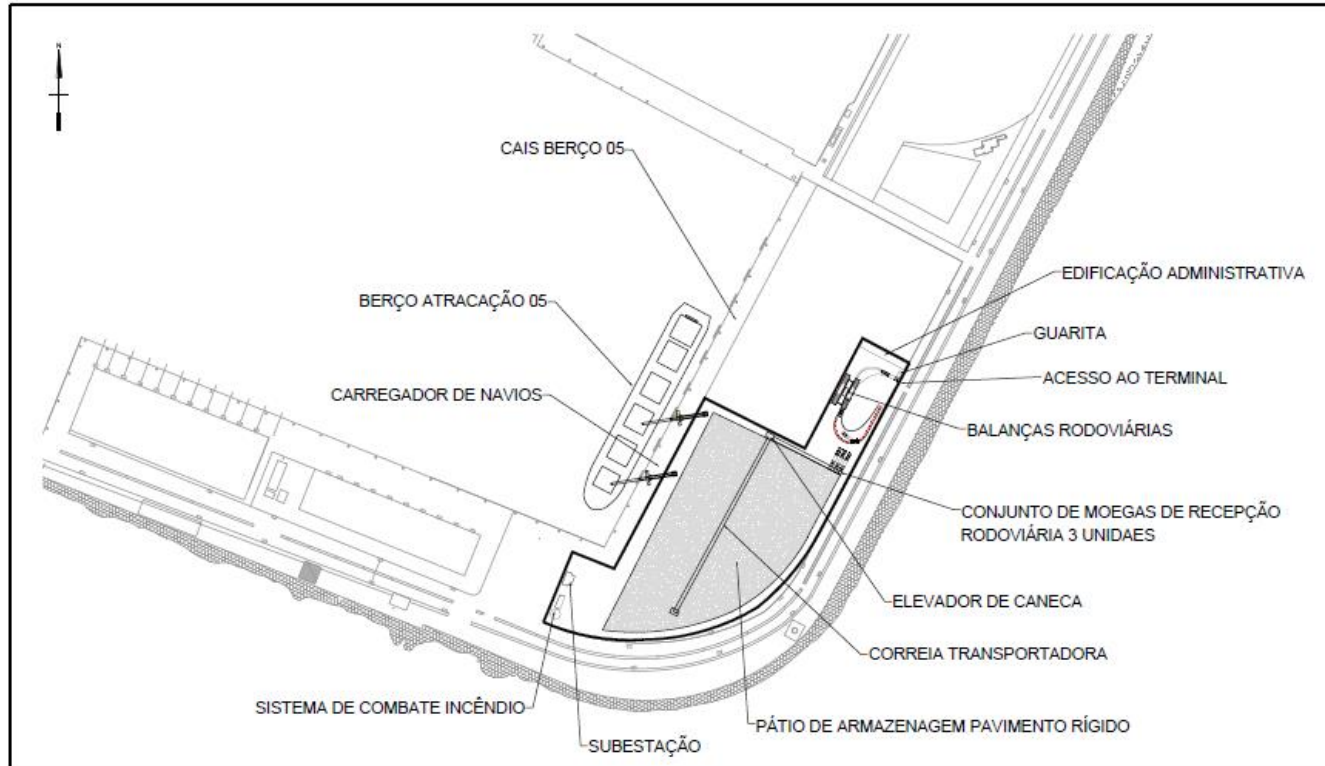 N
CAIS BERÇO 05
EDIFICAÇÃO ADMINISTRATIVA
BERÇO ATRACAÇÃO 05
GUARITA
ACESSO AO TERMINAL
CARREGADOR DE NAVIOS
BALANÇAS RODOVIÁRIAS
CONJUNTO DE MOEGAS DE RECEPÇÃO
RODOVIÁRIA 3 UNIDAES
ELEVADOR DE CANECA
CORREIA TRANSPORTADORA
SISTEMA DE COMBATE INCÊNDIO
PÁTIO DE ARMAZENAGEM PAVIMENTO RÍGIDO
SUBESTAÇÃO